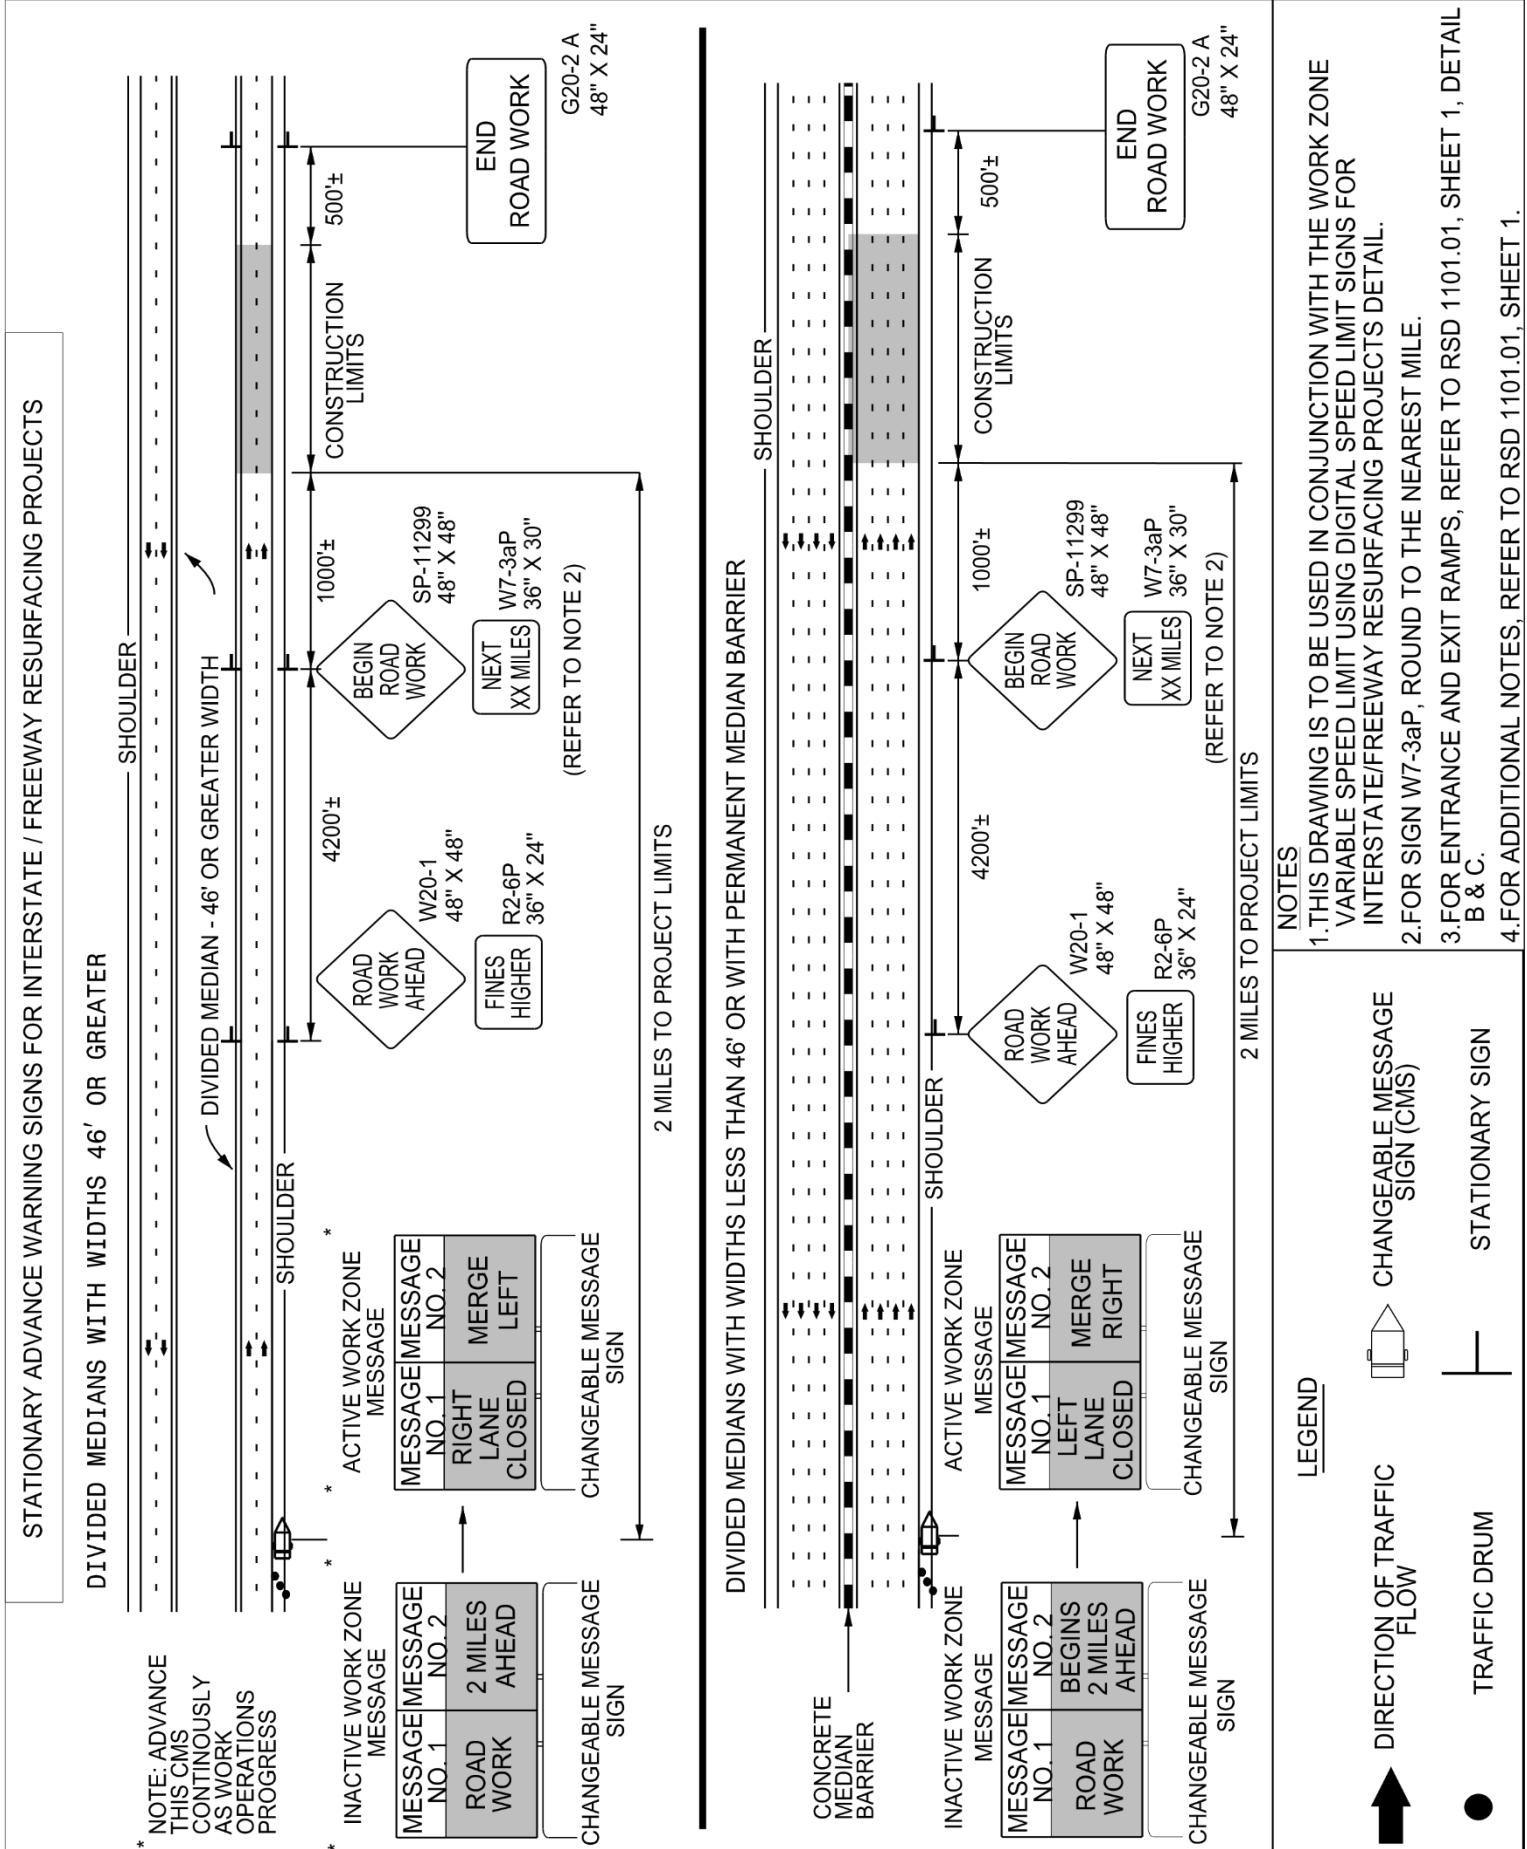 STATIONARY ADVANCE WARNING SIGNS FOR INTERSTATE / FREEWAY RESURFACING PROJECTS
DIVIDED MEDIANS WITH WIDTHS 46' OR GREATER
* NOTE: ADVANCE
THIS CMS
CONTINOUSLY
AS WORK
OPERATIONS
PROGRESS
SHOULDER
DIVIDED MEDIAN - 46' OR GREATER WIDTH
SHOULDER
4200'±
1000'±
CONSTRUCTION
LIMITS
500'±
* INACTIVE WORK ZONE *
MESSAGE
MESSAGE
NO. 1
MESSAGE
NO. 2
ROAD
WORK
2 MILES
AHEAD
CHANGEABLE MESSAGE
SIGN
* ACTIVE WORK ZONE *
MESSAGE
MESSAGE
NO. 1
MESSAGE
NO. 2
RIGHT
LANE
CLOSED
MERGE
LEFT
CHANGEABLE MESSAGE
SIGN
ROAD
WORK
AHEAD
W20-1
48" X 48"
FINES
HIGHER
R2-6P
36" X 24"
BEGIN
ROAD
WORK
SP-11299
48" X 48"
NEXT
XX MILES
W7-3aP
36" X 30"
(REFER TO NOTE 2)
END
ROAD WORK
G20-2 A
48" X 24"
2 MILES TO PROJECT LIMITS
DIVIDED MEDIANS WITH WIDTHS LESS THAN 46' OR WITH PERMANENT MEDIAN BARRIER
SHOULDER
CONCRETE
MEDIAN
BARRIER
SHOULDER
4200'±
1000'±
CONSTRUCTION
LIMITS
500'±
INACTIVE WORK ZONE
MESSAGE
MESSAGE
NO. 1
MESSAGE
NO. 2
ROAD
WORK
BEGINS
2 MILES
AHEAD
CHANGEABLE MESSAGE
SIGN
ACTIVE WORK ZONE
MESSAGE
MESSAGE
NO. 1
MESSAGE
NO. 2
LEFT
LANE
CLOSED
MERGE
RIGHT
CHANGEABLE MESSAGE
SIGN
ROAD
WORK
AHEAD
W20-1
48" X 48"
FINES
HIGHER
R2-6P
36" X 24"
BEGIN
ROAD
WORK
SP-11299
48" X 48"
NEXT
XX MILES
W7-3aP
36" X 30"
(REFER TO NOTE 2)
END
ROAD WORK
G20-2 A
48" X 24"
2 MILES TO PROJECT LIMITS
LEGEND
DIRECTION OF TRAFFIC
FLOW
CHANGEABLE MESSAGE
SIGN (CMS)
TRAFFIC DRUM
STATIONARY SIGN
NOTES
1.THIS DRAWING IS TO BE USED IN CONJUNCTION WITH THE WORK ZONE
VARIABLE SPEED LIMIT USING DIGITAL SPEED LIMIT SIGNS FOR
INTERSTATE/FREEWAY RESURFACING PROJECTS DETAIL.
2.FOR SIGN W7-3aP, ROUND TO THE NEAREST MILE.
3.FOR ENTRANCE AND EXIT RAMPS, REFER TO RSD 1101.01, SHEET 1, DETAIL
B & C.
4.FOR ADDITIONAL NOTES, REFER TO RSD 1101.01, SHEET 1.